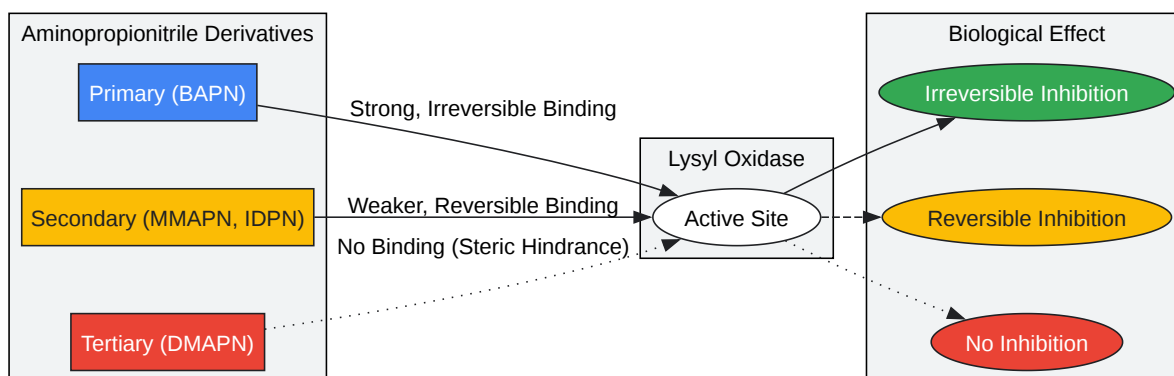 Aminopropionitrile Derivatives
Primary (BAPN)
Secondary (MMAPN, IDPN)
Tertiary (DMAPN)
Strong, Irreversible Binding
Weaker, Reversible Binding
No Binding (Steric Hindrance)
Lysyl Oxidase
Active Site
Biological Effect
Irreversible Inhibition
Reversible Inhibition
No Inhibition